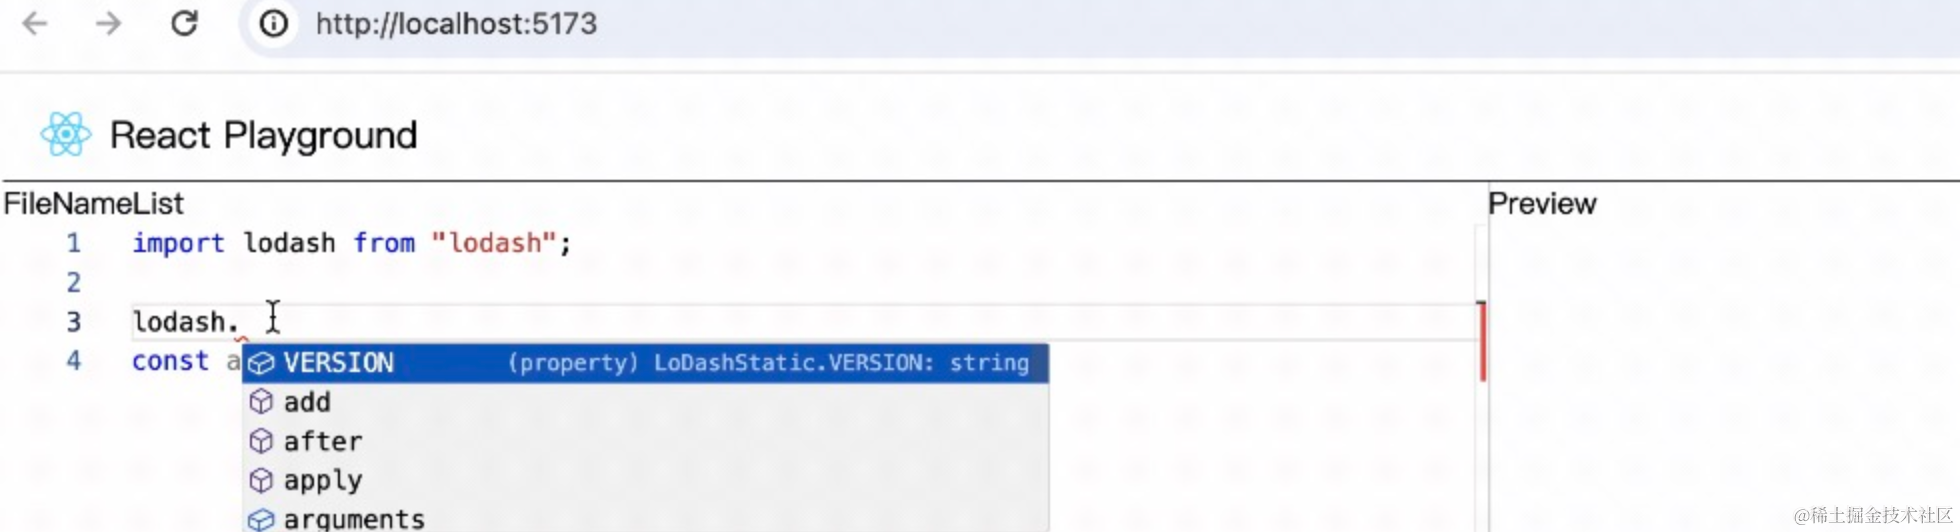 http://localhost:5173
React Playground
FileNameList
Preview
1 import lodash from "lodash";
2
3 lodash.
4 const a
VERSION (property) LoDashStatic.VERSION: string
add
after
apply
arguments
@稀土掘金技术社区